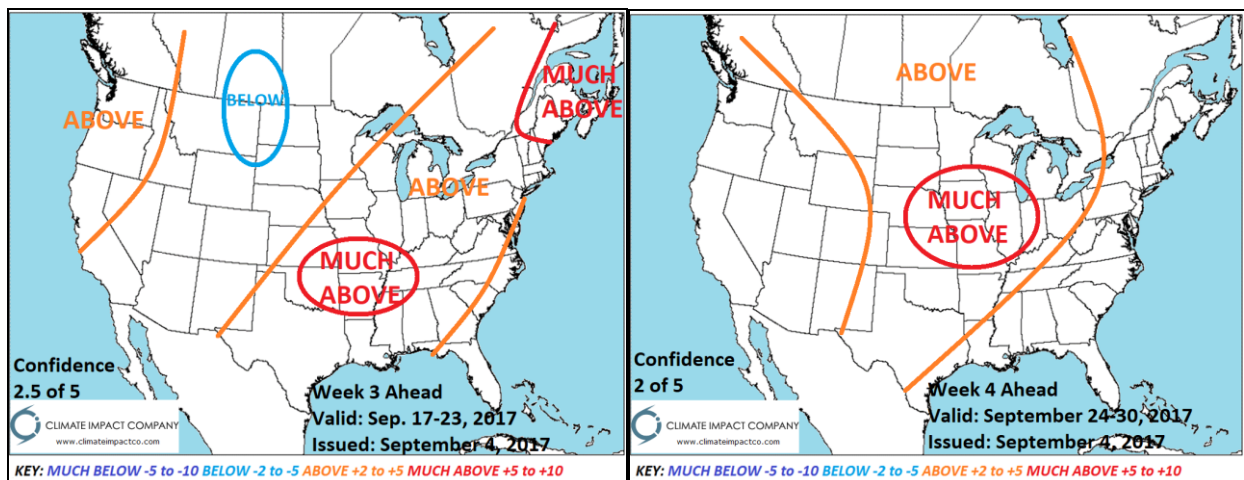 MUCH
ABOVE
BELOW
ABOVE
ABOVE
MUCH
ABOVE
Confidence
2.5 of 5
Week 3 Ahead
Valid: Sep. 17-23, 2017
Issued: September 4, 2017
CLIMATE IMPACT COMPANY
www.climateimpactco.com
KEY: MUCH BELOW -5 to -10 BELOW -2 to -5 ABOVE +2 to +5 MUCH ABOVE +5 to +10
ABOVE
MUCH
ABOVE
Confidence
2 of 5
Week 4 Ahead
Valid: September 24-30, 2017
Issued: September 4, 2017
CLIMATE IMPACT COMPANY
www.climateimpactco.com
KEY: MUCH BELOW -5 to -10 BELOW -2 to -5 ABOVE +2 to +5 MUCH ABOVE +5 to +10